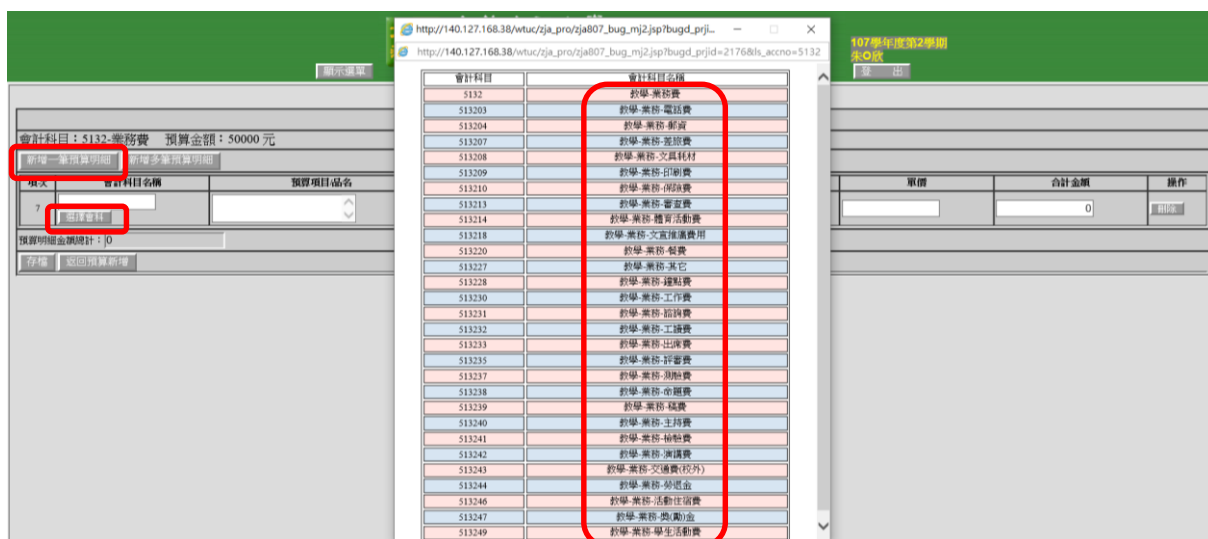 http://140.127.168.38/wtuc/zja_pro/zja807_bug_mj2.jsp?bugd_prji...
http://140.127.168.38/wtuc/zja_pro/zja807_bug_mj2.jsp?bugd_prjid=2176&ls_accno=5132
107學年度第2學期
朱O欣
顯示選單
登 出
會計科目：5132-業務費 預算金額：50000 元
新增一筆預算明細 新增多筆預算明細
項次 會計科目名稱 預算項目/品名 單價 合計金額 操作
7 選擇會科 0 刪除
預算明細金額總計：0
存檔 返回預算新增
會計科目 會計科目名稱
5132 教學-業務費
513203 教學-業務-電話費
513204 教學-業務-郵資
513207 教學-業務-差旅費
513208 教學-業務-文具耗材
513209 教學-業務-印刷費
513210 教學-業務-保險費
513213 教學-業務-審查費
513214 教學-業務-體育活動費
513218 教學-業務-文宣推廣費用
513220 教學-業務-餐費
513227 教學-業務-其它
513228 教學-業務-鐘點費
513230 教學-業務-工作費
513231 教學-業務-諮詢費
513232 教學-業務-工讀費
513233 教學-業務-出席費
513235 教學-業務-評審費
513237 教學-業務-測驗費
513238 教學-業務-命題費
513239 教學-業務-稿費
513240 教學-業務-主持費
513241 教學-業務-檢驗費
513242 教學-業務-演講費
513243 教學-業務-交通費(校外)
513244 教學-業務-勞退金
513246 教學-業務-活動住宿費
513247 教學-業務-獎(勵)金
513249 教學-業務-學生活動費